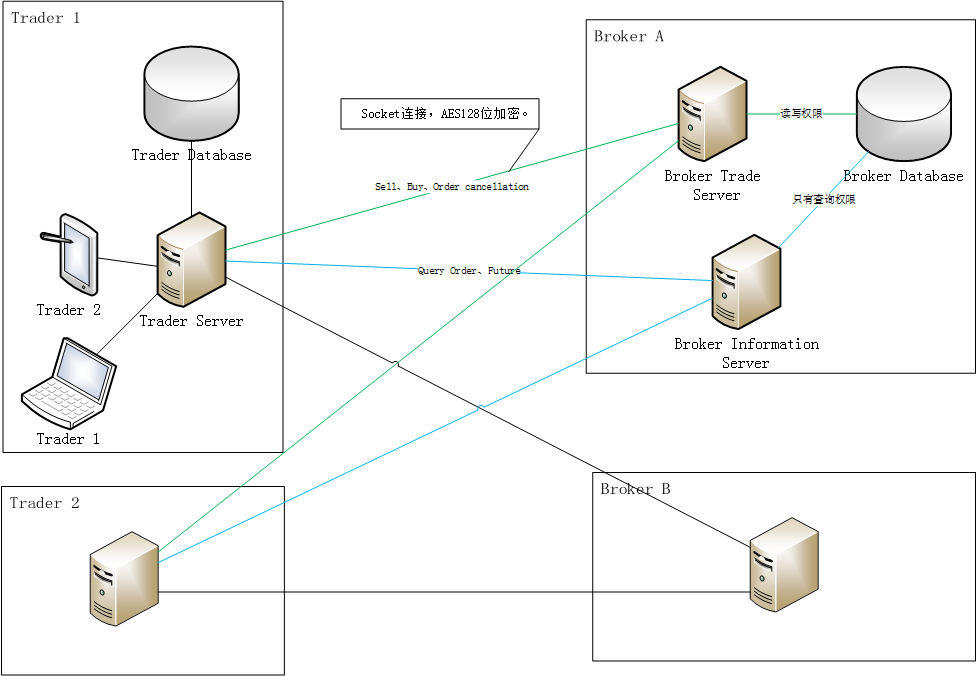 Trader 1
Trader Database
Trader 2
Trader Server
Trader 1
Socket连接，AES128位加密。
Sell、Buy、Order cancellation
Query Order、Future
Broker A
读写权限
Broker Trade
Server
Broker Database
只有查询权限
Broker Information
Server
Trader 2
Broker B